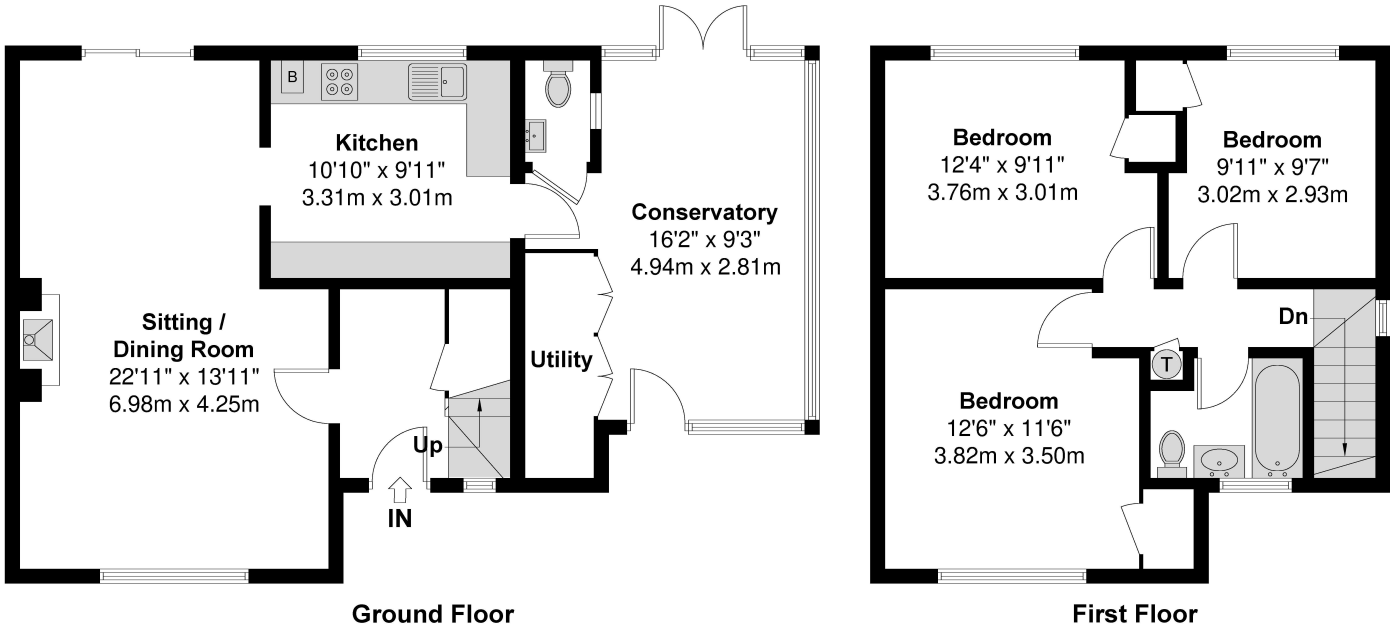 B
Kitchen
10'10" x 9'11"
3.31m x 3.01m
Conservatory
16'2" x 9'3"
4.94m x 2.81m
Sitting /
Dining Room
22'11" x 13'11"
6.98m x 4.25m
Utility
Up
IN
Ground Floor
Bedroom
12'4" x 9'11"
3.76m x 3.01m
Bedroom
9'11" x 9'7"
3.02m x 2.93m
Dn
T
Bedroom
12'6" x 11'6"
3.82m x 3.50m
First Floor